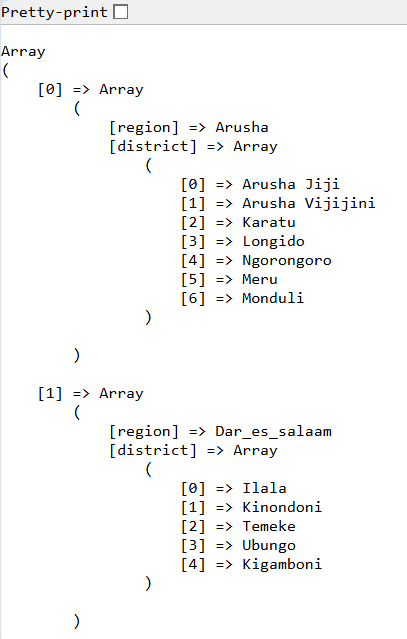 Pretty-print
Array
(
    [0] => Array
        (
            [region] => Arusha
            [district] => Array
                (
                    [0] => Arusha Jiji
                    [1] => Arusha Vijijini
                    [2] => Karatu
                    [3] => Longido
                    [4] => Ngorongoro
                    [5] => Meru
                    [6] => Monduli
                )

        )

    [1] => Array
        (
            [region] => Dar_es_salaam
            [district] => Array
                (
                    [0] => Ilala
                    [1] => Kinondoni
                    [2] => Temeke
                    [3] => Ubungo
                    [4] => Kigamboni
                )

        )